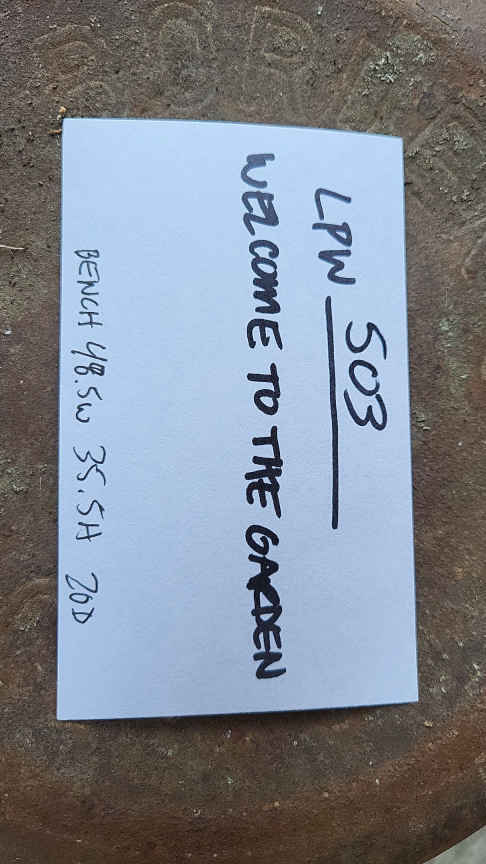 LPW 503
WELCOME TO THE GARDEN
BENCH 48.5W 35.5H 20D